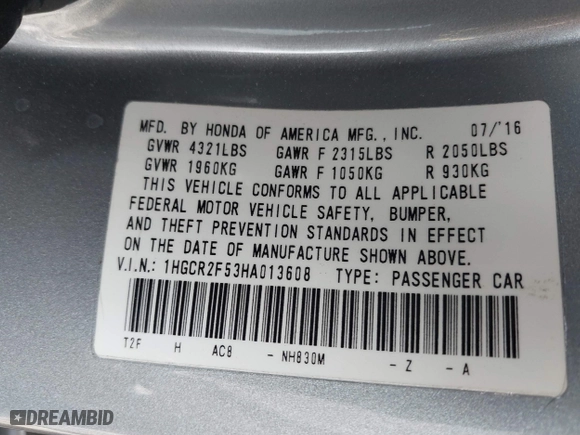 MFD. BY HONDA OF AMERICA MFG., INC. 07/'16
GVWR 4321LBS GAWR F 2315LBS R 2050LBS
GVWR 1960KG GAWR F 1050KG R 930KG
THIS VEHICLE CONFORMS TO ALL APPLICABLE
FEDERAL MOTOR VEHICLE SAFETY, BUMPER,
AND THEFT PREVENTION STANDARDS IN EFFECT
ON THE DATE OF MANUFACTURE SHOWN ABOVE.
V.I.N.: 1HGCR2F53HA013608 TYPE: PASSENGER CAR
T2F H AC8 - NH830M - Z - A
DREAMBID